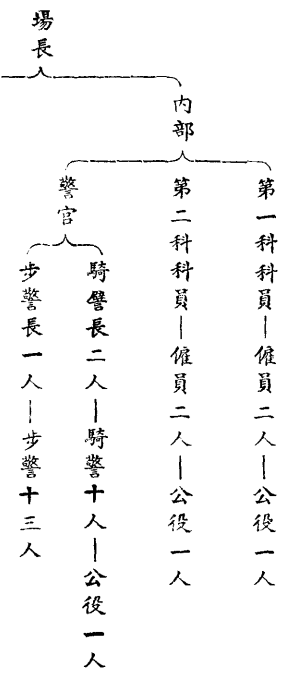 場長
內部
第一科科員｜僱員二人｜公役一人
第二科科員｜僱員二人｜公役一人
警官
騎警長二人｜騎警十人｜公役一人
步警長一人｜步警十三人